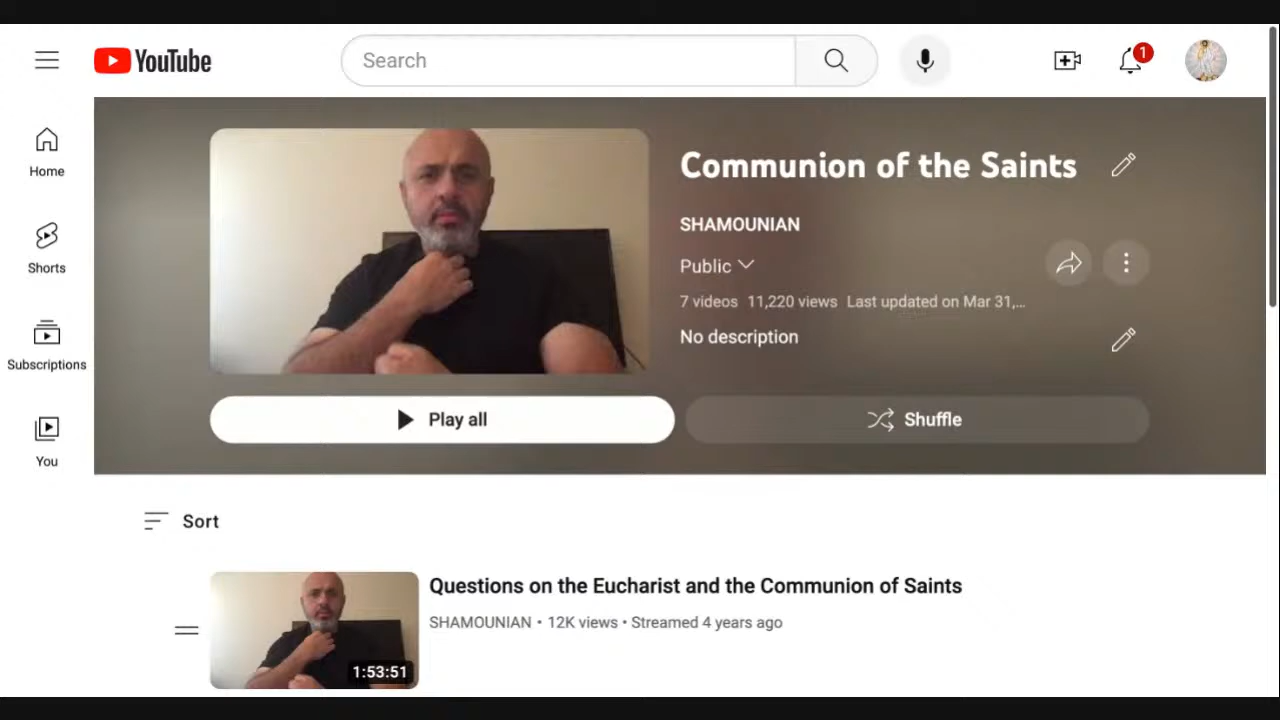 YouTube
Search
1
Home
Shorts
Subscriptions
You
Communion of the Saints
SHAMOUNIAN
Public
7 videos 11,220 views Last updated on Mar 31,...
No description
Play all
Shuffle
Sort
Questions on the Eucharist and the Communion of Saints
SHAMOUNIAN • 12K views • Streamed 4 years ago
1:53:51